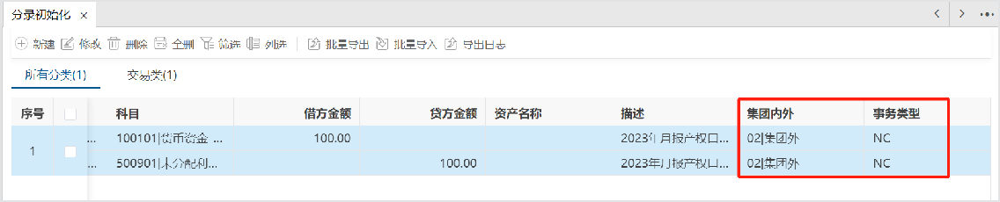 分录初始化 ×
新建 修改 删除 全删 筛选 列选 批量导出 批量导入 导出日志
所有分类(1) 交易类(1)
序号 科目 借方金额 贷方金额 资产名称 描述 集团内外 事务类型
1
... 100101|货币资金-... 100.00 2023年月报产权口... 02|集团外 NC
... 500901|未分配利... 100.00 2023年月报产权口... 02|集团外 NC